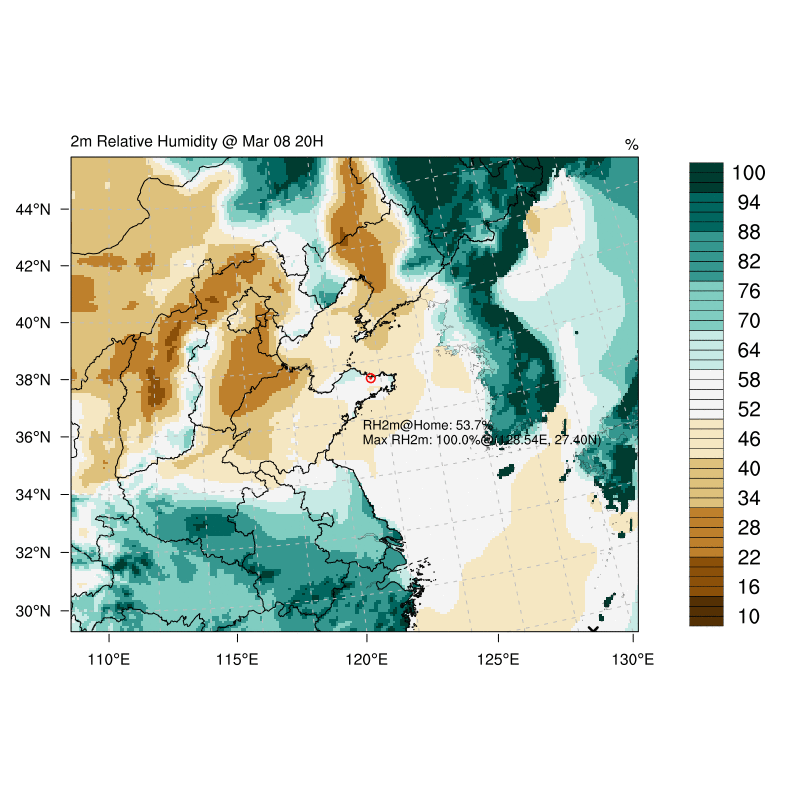 2m Relative Humidity @ Mar 08 20H
%
100
94
88
82
76
70
64
58
52
46
40
34
28
22
16
10
44°N
42°N
40°N
38°N
36°N
34°N
32°N
30°N
RH2m@Home: 53.7%
Max RH2m: 100.0%@(128.54E, 27.40N)
110°E 115°E 120°E 125°E 130°E